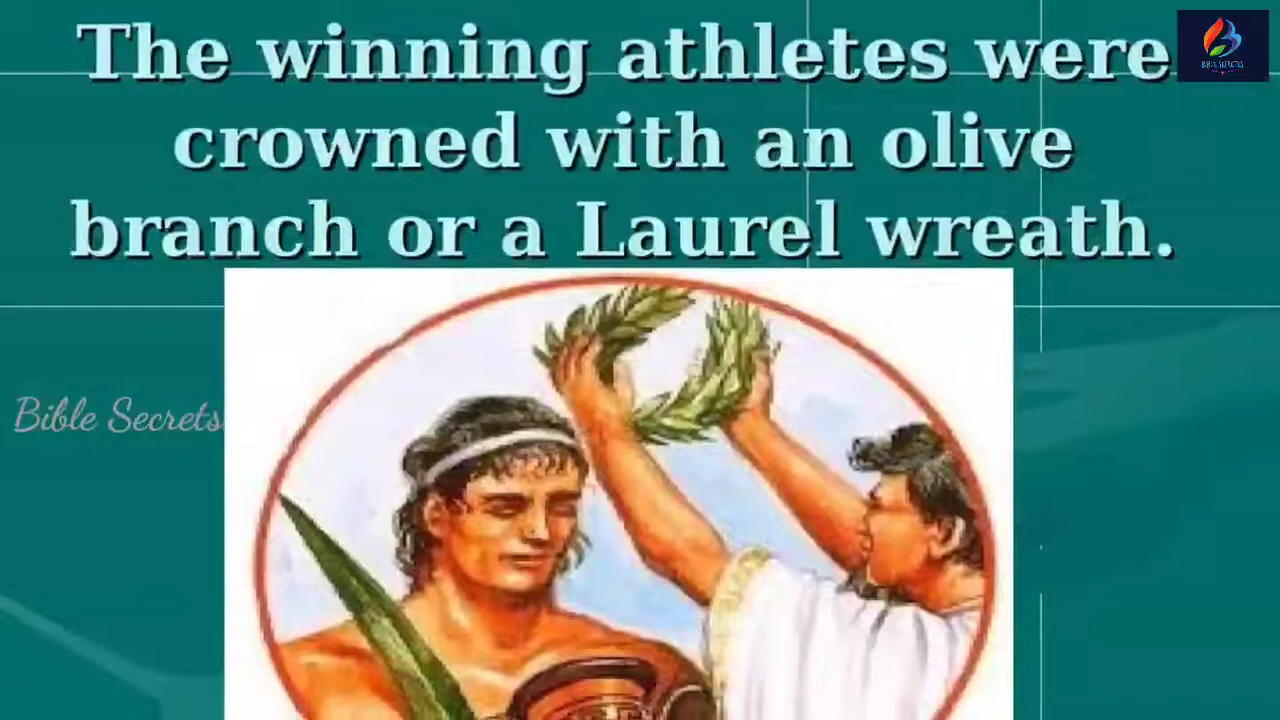 The winning athletes were
crowned with an olive
branch or a Laurel wreath.
Bible Secrets